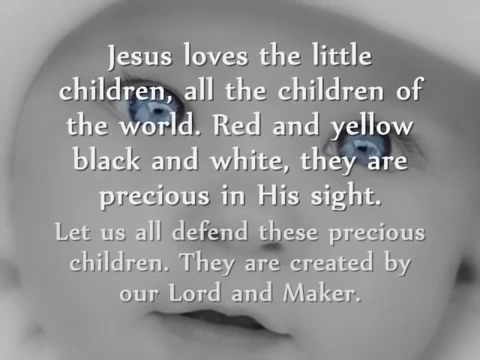 Jesus loves the little
children, all the children of
the world. Red and yellow
black and white, they are
precious in His sight.
Let us all defend these precious
children. They are created by
our Lord and Maker.